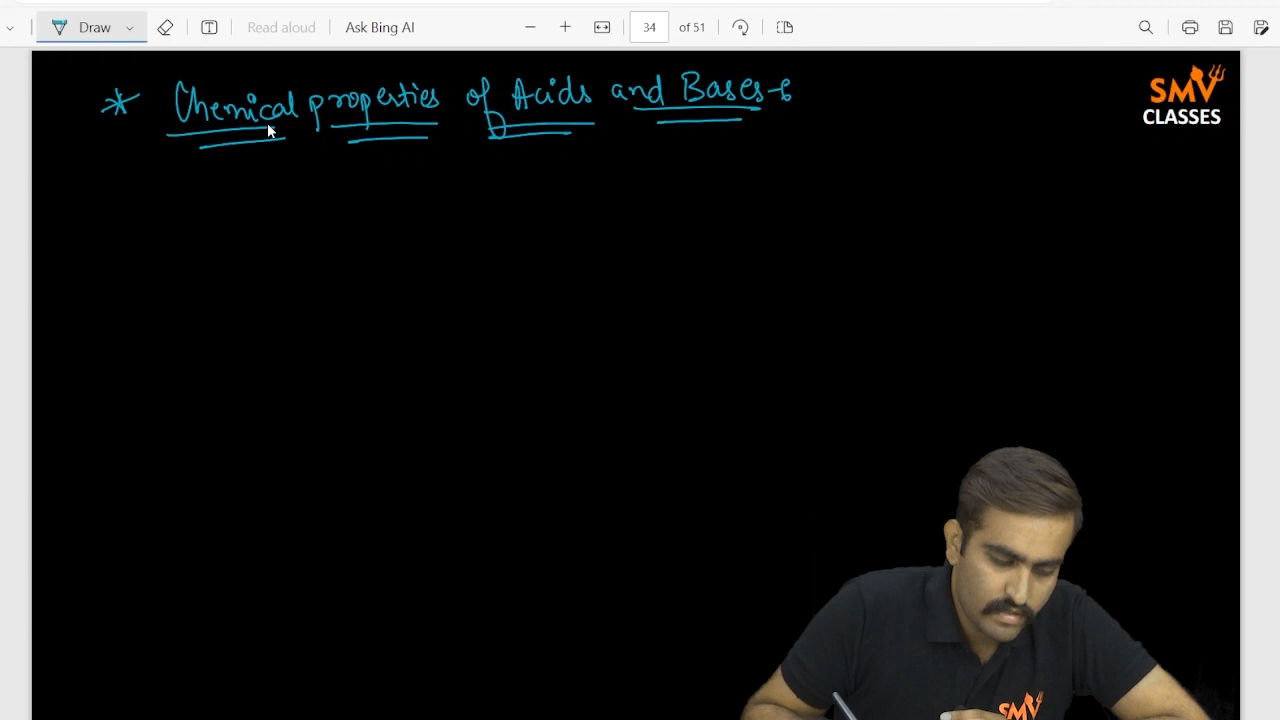 Draw
Read aloud
Ask Bing AI
34 of 51
* Chemical properties of Acids and Bases-
SMV
CLASSES
SMV